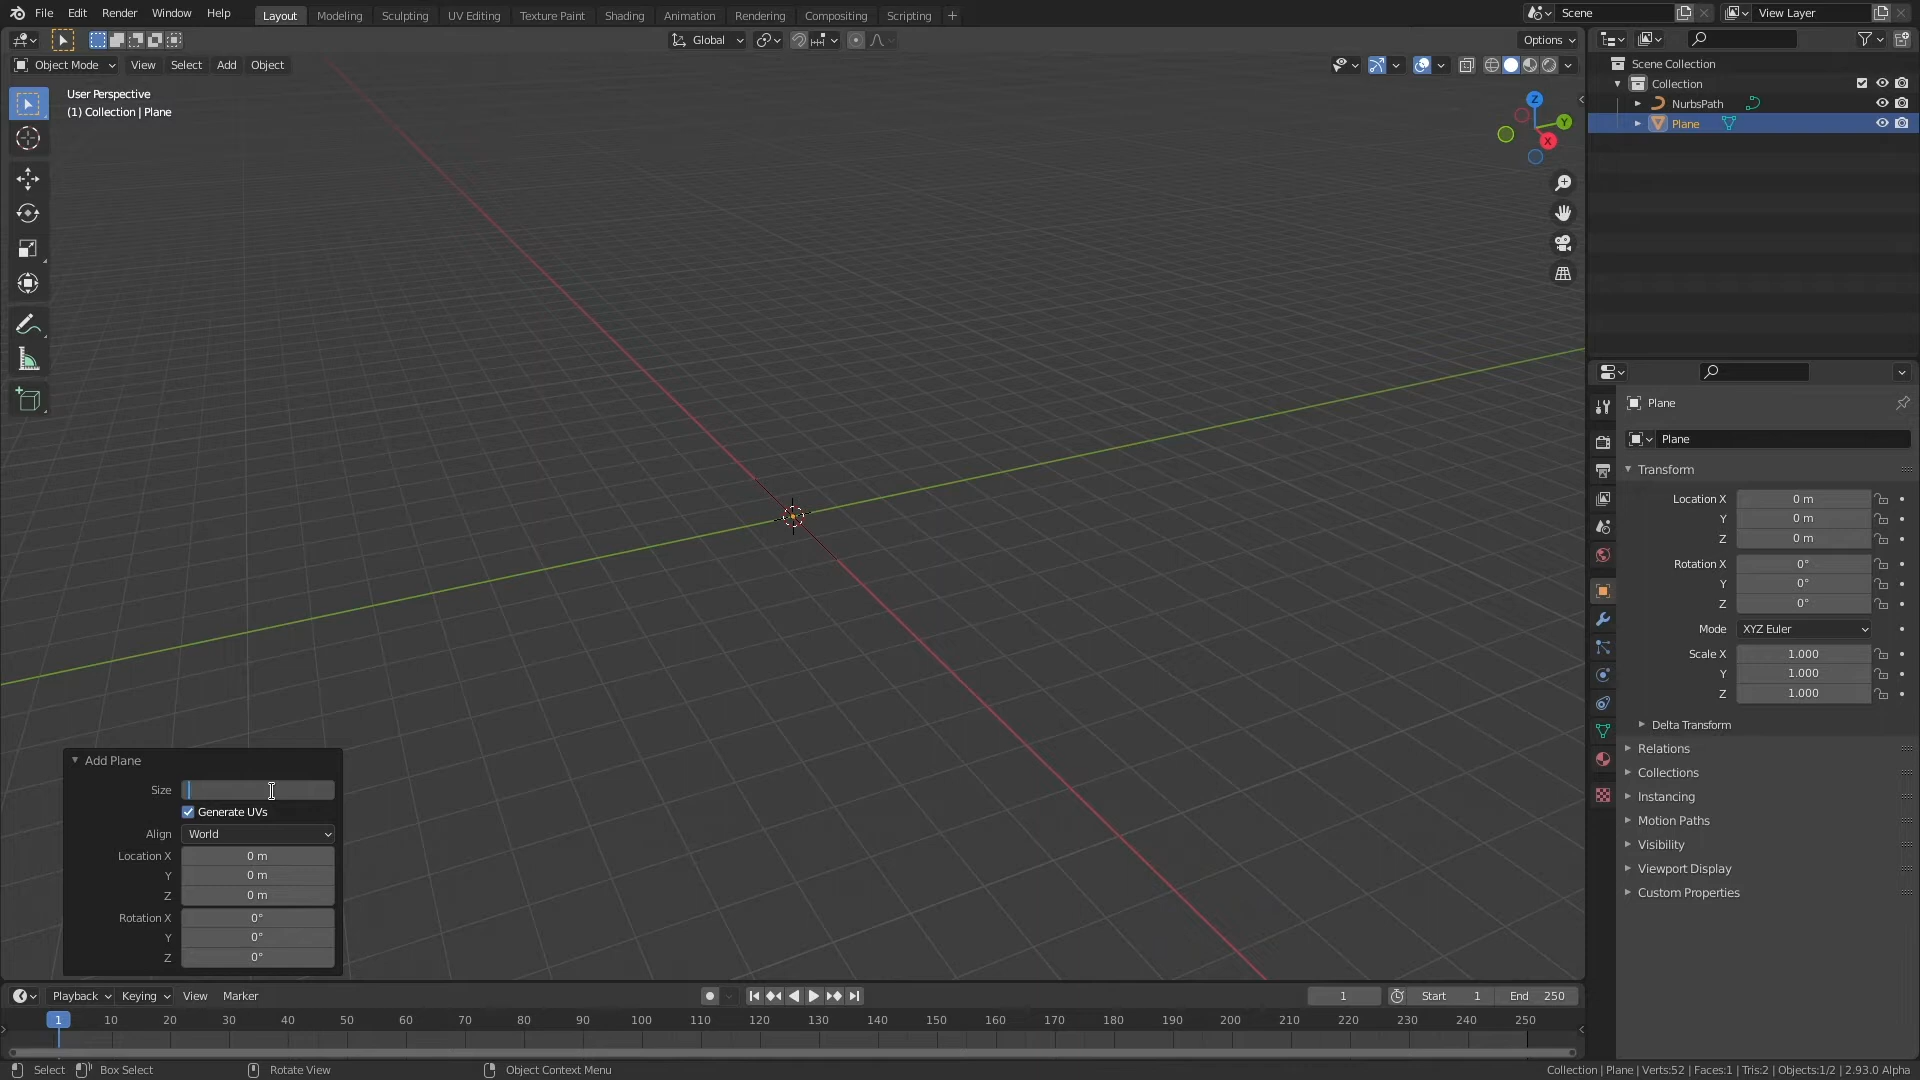 File Edit Render Window Help
Layout Modeling Sculpting UV Editing Texture Paint Shading Animation Rendering Compositing Scripting +
Scene View Layer
Global Options
Object Mode View Select Add Object
User Perspective
(1) Collection | Plane
Z
Y
X
Scene Collection
Collection
NurbsPath
Plane
Plane
Plane
Transform
Location X 0 m
Y 0 m
Z 0 m
Rotation X 0°
Y 0°
Z 0°
Mode XYZ Euler
Scale X 1.000
Y 1.000
Z 1.000
Delta Transform
Relations
Collections
Instancing
Motion Paths
Visibility
Viewport Display
Custom Properties
Add Plane
Size
Generate UVs
Align World
Location X 0 m
Y 0 m
Z 0 m
Rotation X 0°
Y 0°
Z 0°
Playback Keying View Marker 1 Start 1 End 250
1 10 20 30 40 50 60 70 80 90 100 110 120 130 140 150 160 170 180 190 200 210 220 230 240 250
Select Box Select Rotate View Object Context Menu Collection | Plane | Verts:52 | Faces:1 | Tris:2 | Objects:1/2 | 2.93.0 Alpha